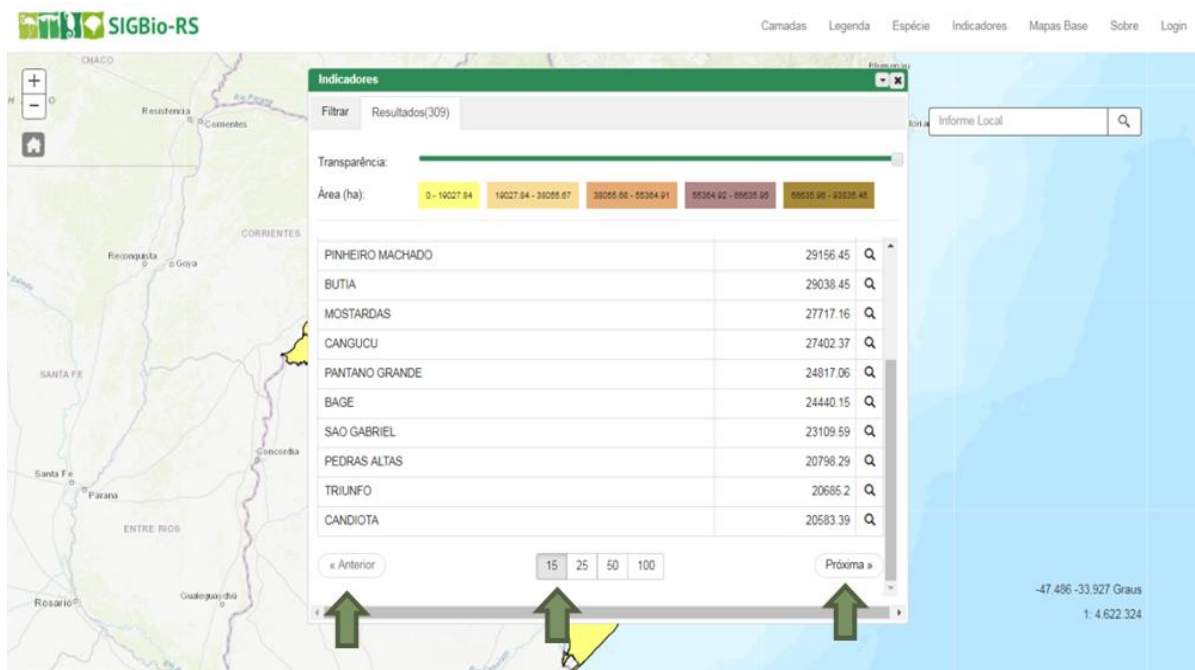 SIGBio-RS
Camadas Legenda Espécie Indicadores Mapas Base Sobre Login
CHACO
+
−
Resistencia
Corrientes
Indicadores
Filtrar Resultados(309)
Informe Local
Transparência:
Área (ha): 0 - 19027.84 19027.84 - 38055.67 38055.68 - 55364.91 55364.92 - 66635.95 66635.96 - 93835.45
CORRIENTES
Reconquista
Goya
PINHEIRO MACHADO 29156.45
BUTIA 29038.45
MOSTARDAS 27717.16
CANGUCU 27402.37
SANTA FE
PANTANO GRANDE 24817.06
BAGE 24440.15
SAO GABRIEL 23109.59
Concordia
PEDRAS ALTAS 20798.29
Santa Fe
Parana
TRIUNFO 20685.2
CANDIOTA 20583.39
ENTRE RIOS
« Anterior 15 25 50 100 Próxima »
-47.486 -33.927 Graus
Rosario
Gualeguaychú
1: 4.622.324